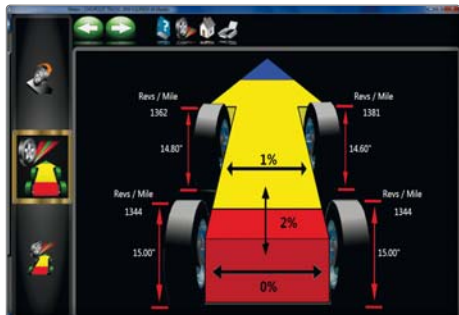 Revs / Mile
1362
Revs / Mile
1381
14.80"
14.60"
1%
Revs / Mile
1344
Revs / Mile
1344
2%
15.00"
15.00"
0%